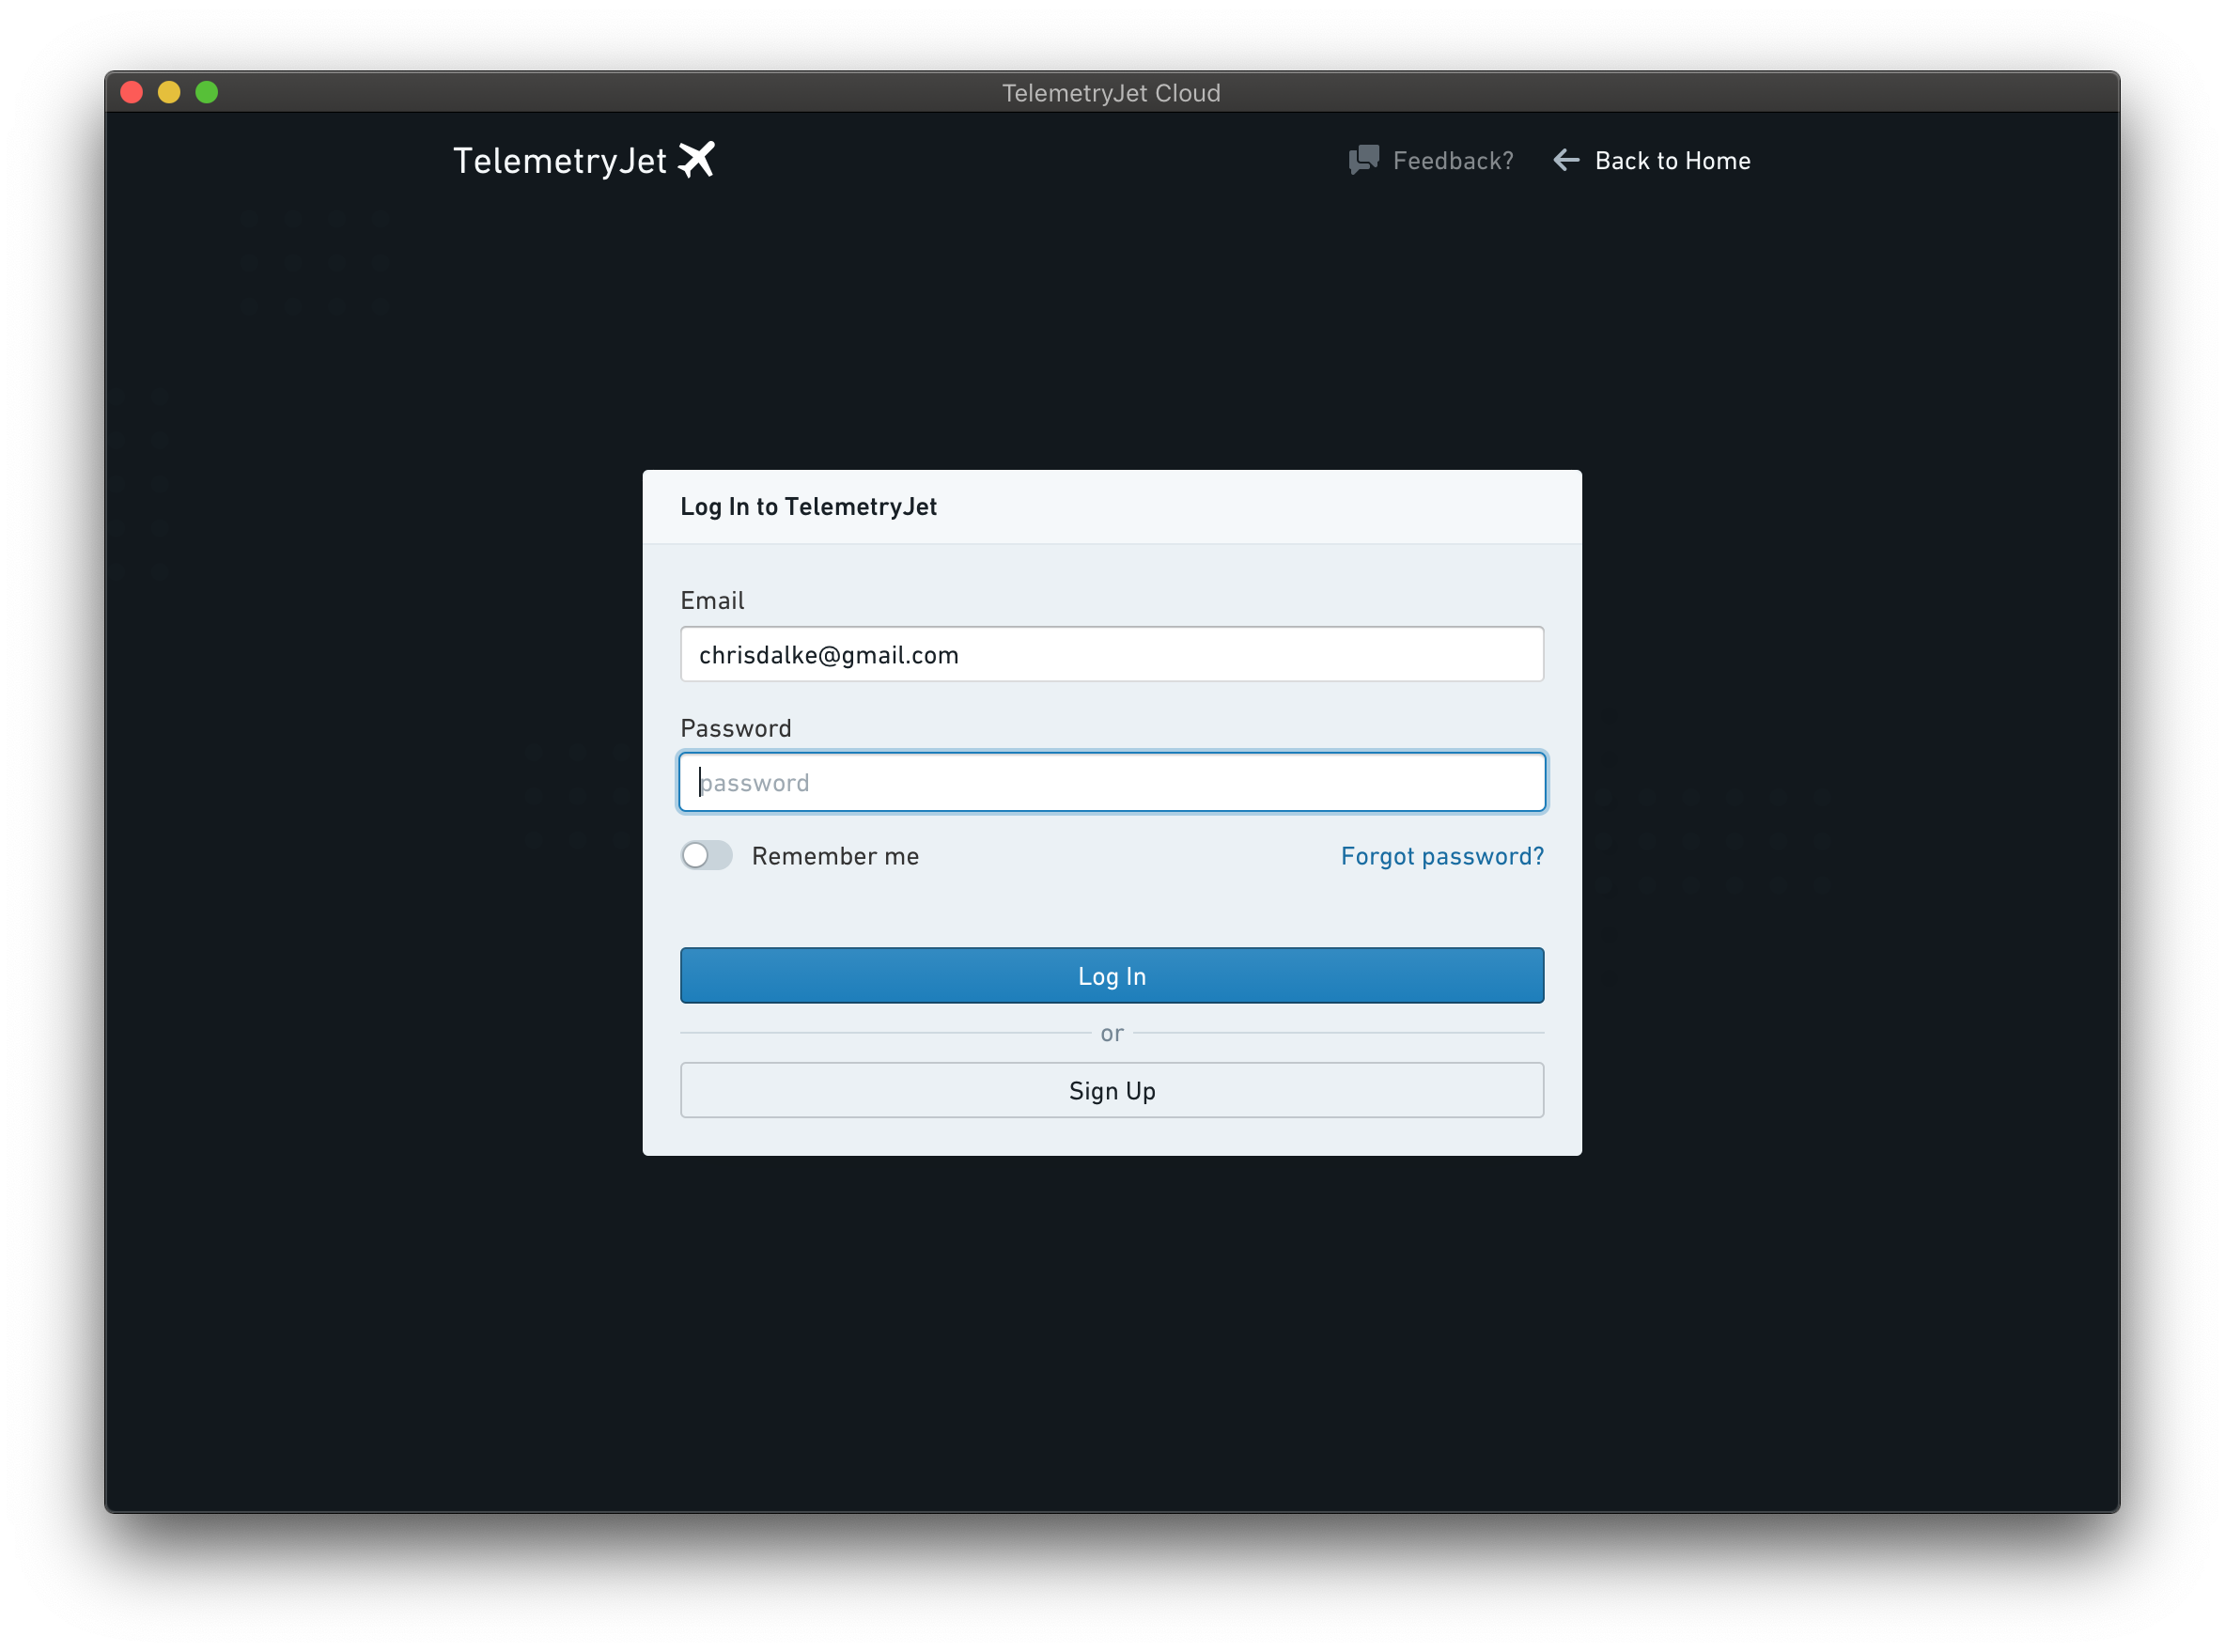 TelemetryJet Cloud
TelemetryJet
Feedback?
Back to Home
Log In to TelemetryJet
Email
chrisdalke@gmail.com
Password
password
Remember me
Forgot password?
Log In
or
Sign Up